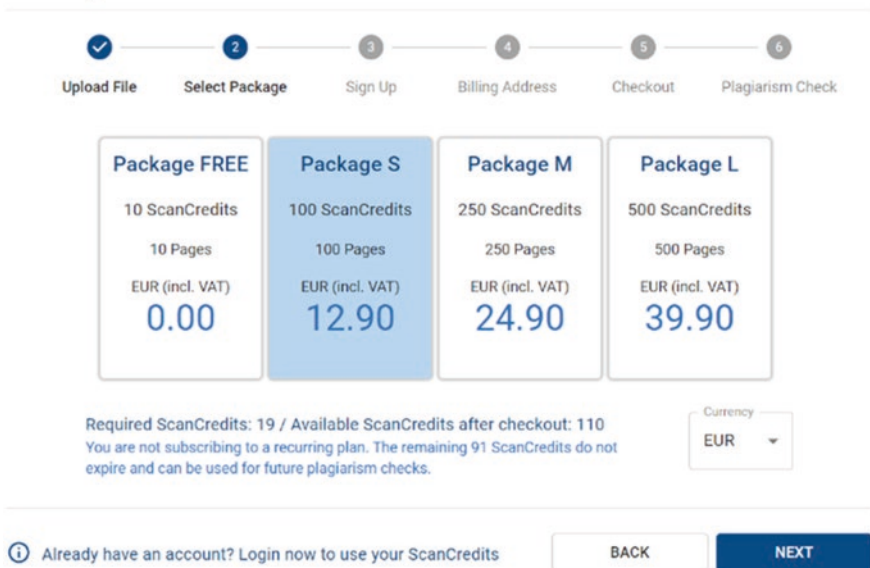 2 3 4 5 6
Upload File Select Package Sign Up Billing Address Checkout Plagiarism Check
Package FREE
10 ScanCredits
10 Pages
EUR (incl. VAT)
0.00
Package S
100 ScanCredits
100 Pages
EUR (incl. VAT)
12.90
Package M
250 ScanCredits
250 Pages
EUR (incl. VAT)
24.90
Package L
500 ScanCredits
500 Pages
EUR (incl. VAT)
39.90
Required ScanCredits: 19 / Available ScanCredits after checkout: 110
You are not subscribing to a recurring plan. The remaining 91 ScanCredits do not
expire and can be used for future plagiarism checks.
Currency
EUR
Already have an account? Login now to use your ScanCredits
BACK
NEXT